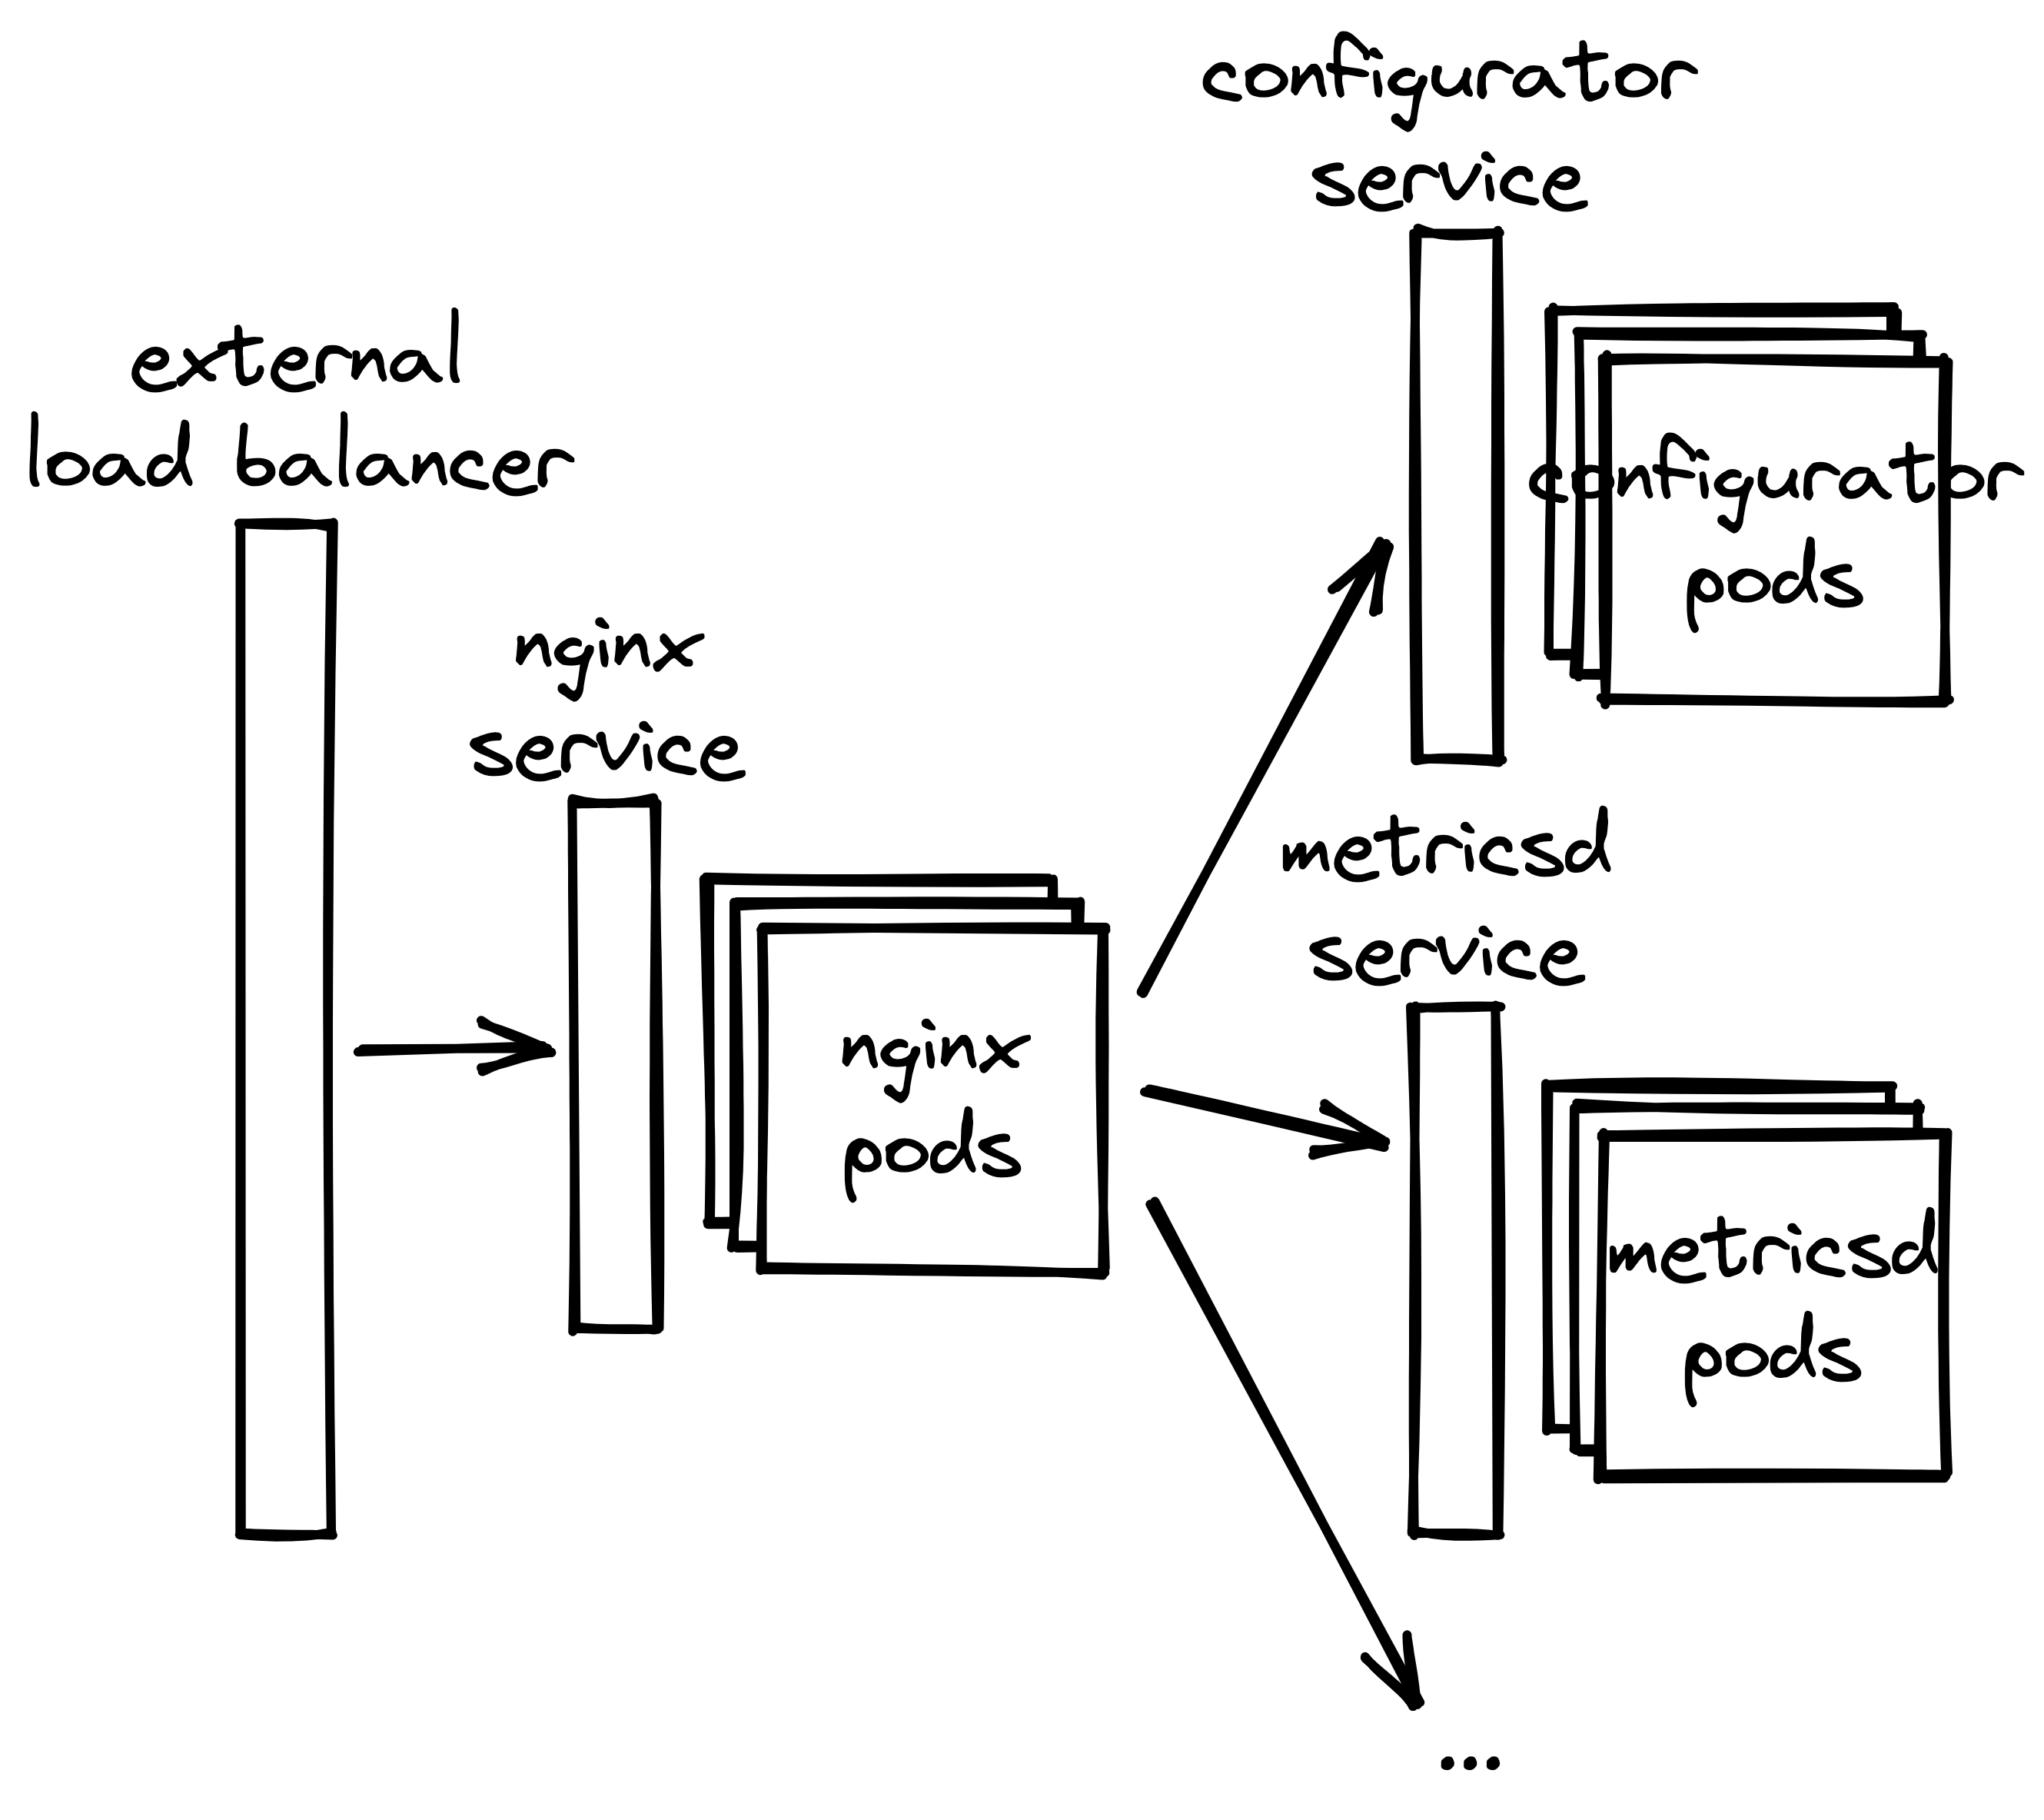 external
load balancer
nginx
service
nginx
pods
configurator
service
configurator
pods
metricsd
service
metricsd
pods
...